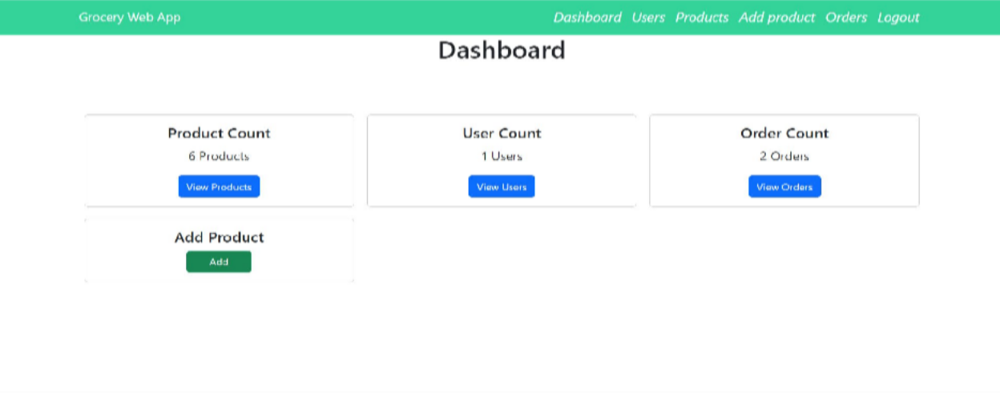 Grocery Web App
Dashboard Users Products Add product Orders Logout
Dashboard
Product Count
6 Products
View Products
User Count
1 Users
View Users
Order Count
2 Orders
View Orders
Add Product
Add